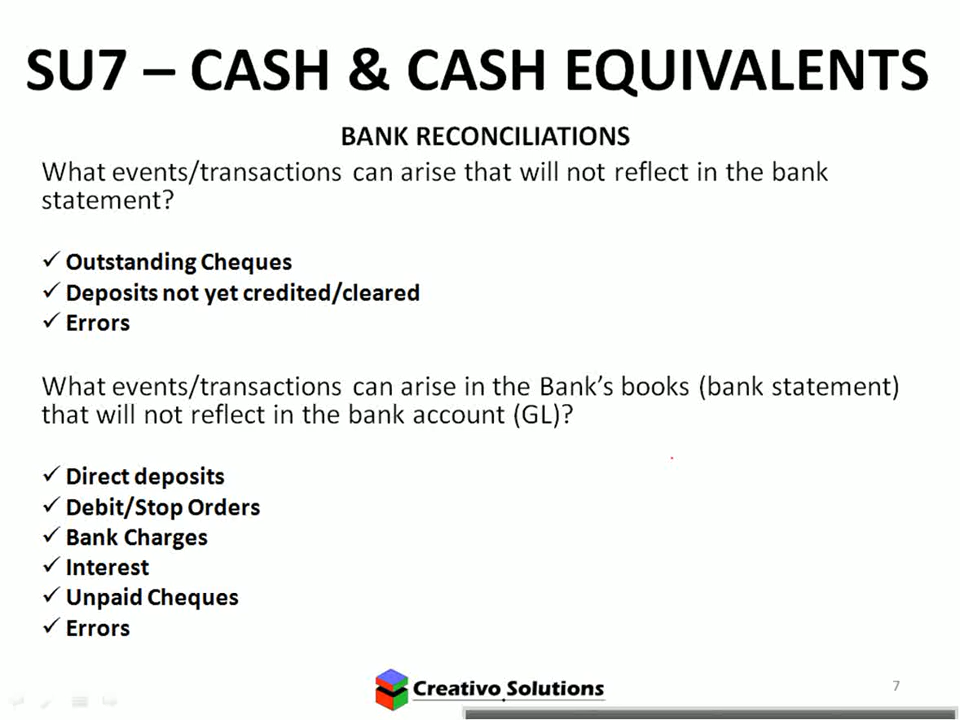 SU7 – CASH & CASH EQUIVALENTS
BANK RECONCILIATIONS
What events/transactions can arise that will not reflect in the bank
statement?
✓ Outstanding Cheques
✓ Deposits not yet credited/cleared
✓ Errors
What events/transactions can arise in the Bank’s books (bank statement)
that will not reflect in the bank account (GL)?
✓ Direct deposits
✓ Debit/Stop Orders
✓ Bank Charges
✓ Interest
✓ Unpaid Cheques
✓ Errors
Creativo Solutions
7